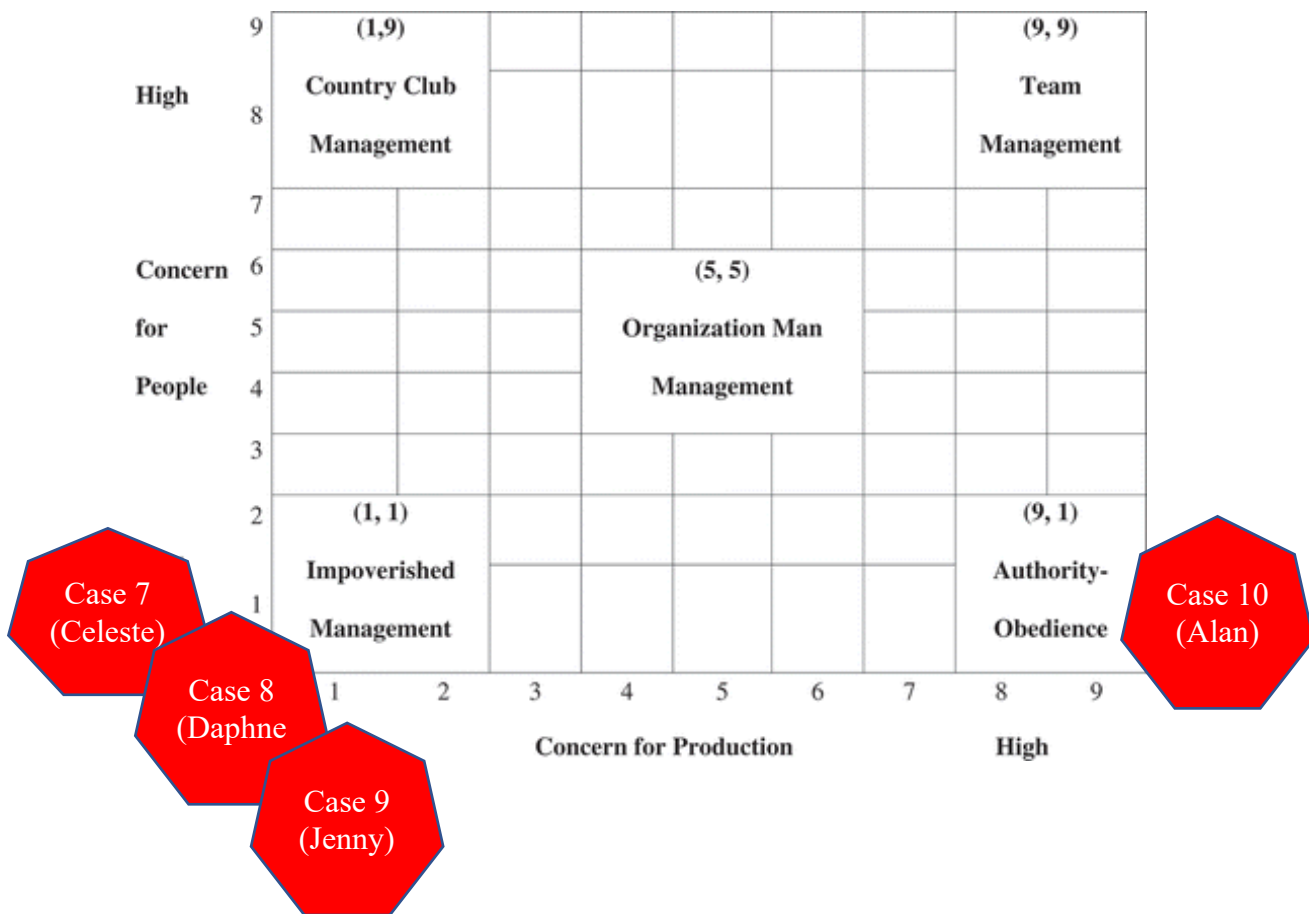 9
(1,9)
(9, 9)
High
Country Club
Team
8
Management
Management
7
Concern
6
(5, 5)
for
5
Organization Man
People
4
Management
3
2
(1, 1)
(9, 1)
Impoverished
Authority-
1
Management
Obedience
Case 7
(Celeste)
Case 8
(Daphne
Case 9
(Jenny)
Case 10
(Alan)
1 2 3 4 5 6 7 8 9
Concern for Production
High